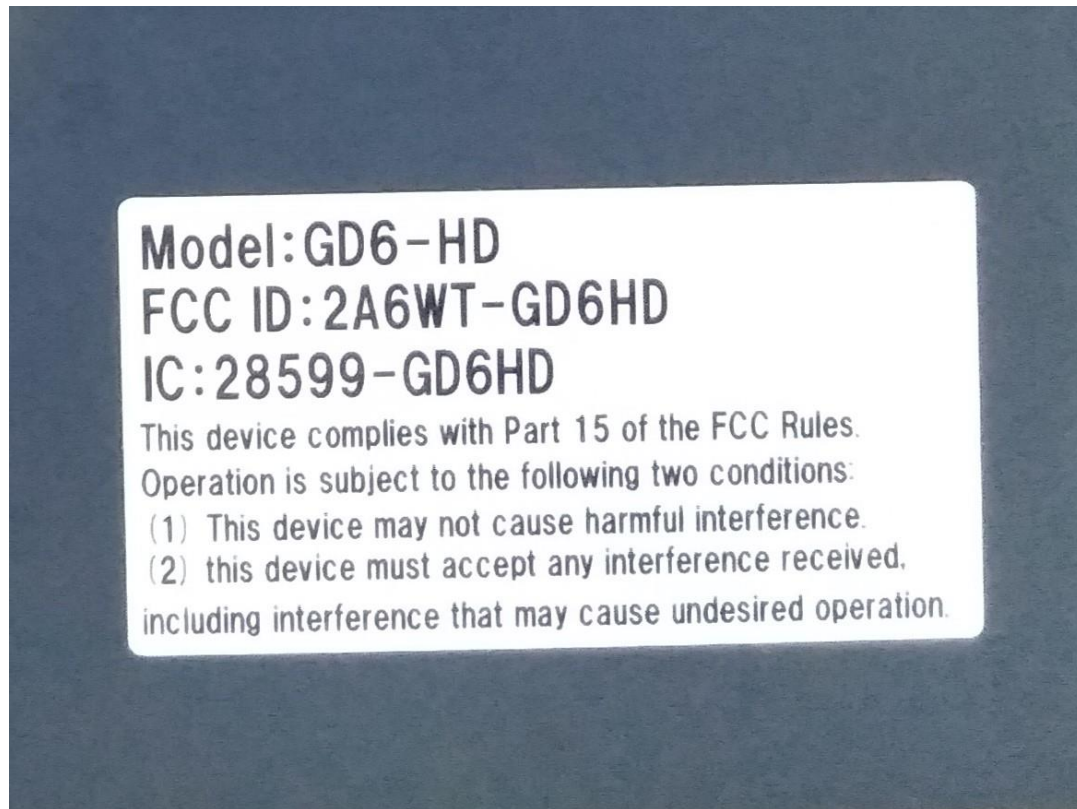 Model:GD6-HD
FCC ID:2A6WT-GD6HD
IC:28599-GD6HD
This device complies with Part 15 of the FCC Rules.
Operation is subject to the following two conditions:
(1) This device may not cause harmful interference.
(2) this device must accept any interference received,
including interference that may cause undesired operation.